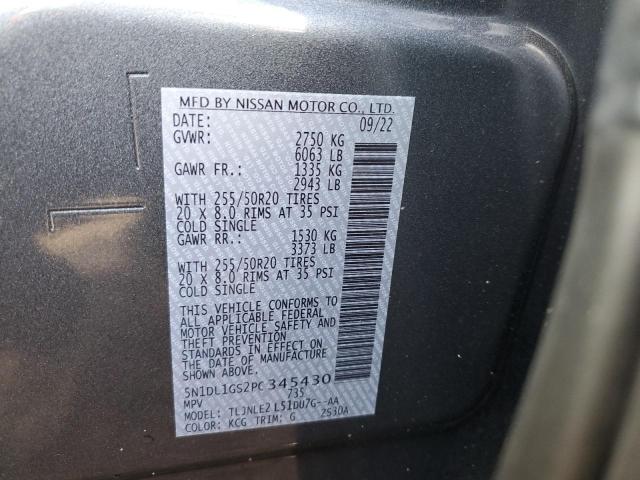 MFD BY NISSAN MOTOR CO., LTD.
DATE: 09/22
GVWR: 2750 KG
6063 LB
GAWR FR.: 1335 KG
2943 LB
WITH 255/50R20 TIRES
20 X 8.0 RIMS AT 35 PSI
COLD SINGLE
GAWR RR.: 1530 KG
3373 LB
WITH 255/50R20 TIRES
20 X 8.0 RIMS AT 35 PSI
COLD SINGLE
THIS VEHICLE CONFORMS TO
ALL APPLICABLE FEDERAL
MOTOR VEHICLE SAFETY AND
THEFT PREVENTION
STANDARDS IN EFFECT ON
THE DATE OF MANUFACTURE
SHOWN ABOVE.
5N1DL1GS2PC345430
MPV 735
MODEL: TLJNLE2 L51DU7G--AA
COLOR: KCG TRIM: G 2530A